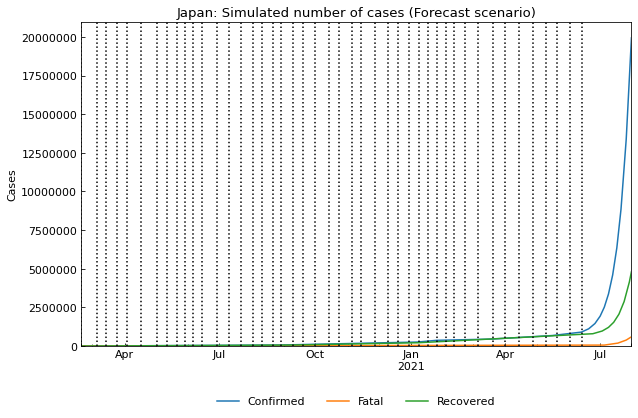 Japan: Simulated number of cases (Forecast scenario)
20000000
17500000
15000000
12500000
10000000
7500000
5000000
2500000
0
Cases
Apr Jul Oct Jan Apr Jul
2021
Confirmed Fatal Recovered